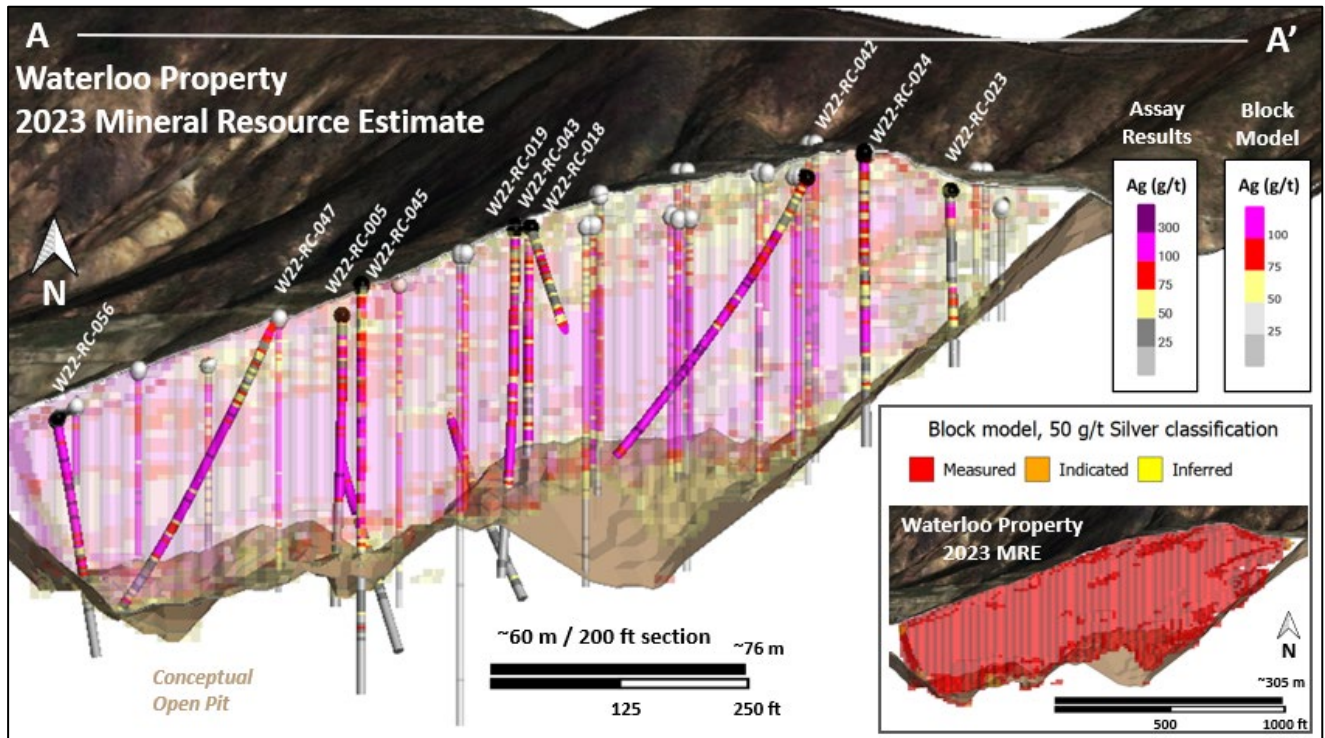 A
A'
Waterloo Property
2023 Mineral Resource Estimate
W22-RC-056
W22-RC-047
W22-RC-005
W22-RC-045
W22-RC-019
W22-RC-043
W22-RC-018
W22-RC-042
W22-RC-024
W22-RC-023
Assay
Results
Ag (g/t)
300
100
75
50
25
Block
Model
Ag (g/t)
100
75
50
25
N
Conceptual
Open Pit
~60 m / 200 ft section
~76 m
125
250 ft
Block model, 50 g/t Silver classification
Measured
Indicated
Inferred
Waterloo Property
2023 MRE
N
~305 m
500
1000 ft